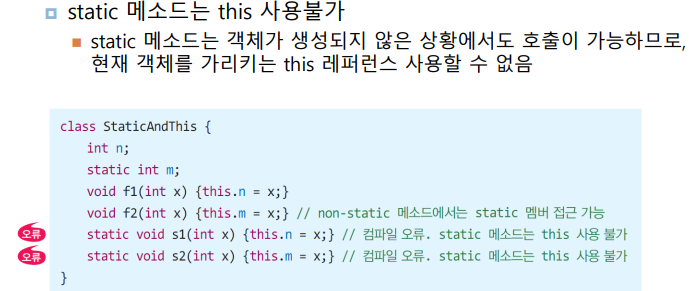 static 메소드는 this 사용불가
static 메소드는 객체가 생성되지 않은 상황에서도 호출이 가능하므로,
현재 객체를 가리키는 this 레퍼런스 사용할 수 없음
class StaticAndThis {
int n;
static int m;
void f1(int x) {this.n = x;}
void f2(int x) {this.m = x;} // non-static 메소드에서는 static 멤버 접근 가능
오류 static void s1(int x) {this.n = x;} // 컴파일 오류. static 메소드는 this 사용 불가
오류 static void s2(int x) {this.m = x;} // 컴파일 오류. static 메소드는 this 사용 불가
}